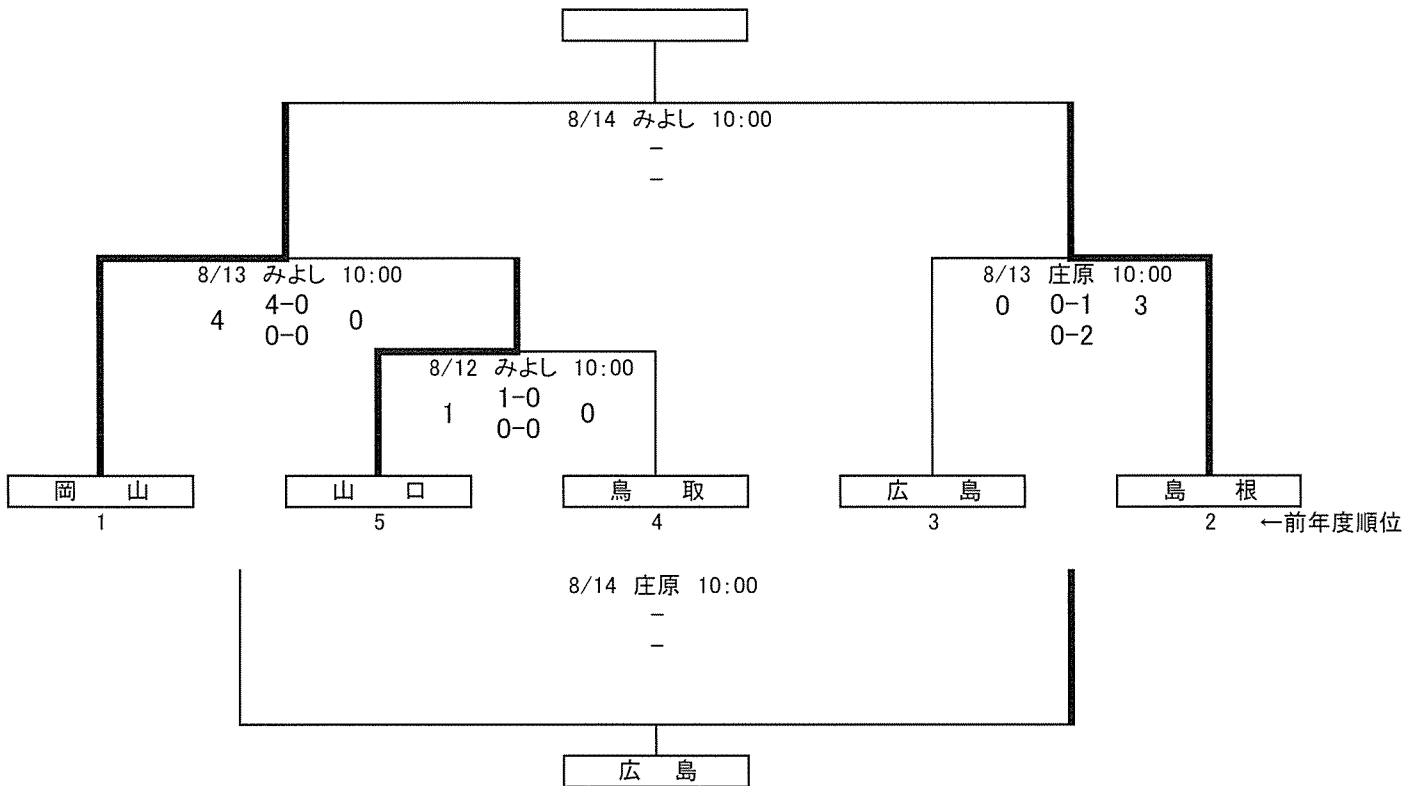 8/14 みよし 10:00
-
-
8/13 みよし 10:00
4-0
4 0
0-0
8/13 庄原 10:00
0 0-1 3
0-2
8/12 みよし 10:00
1-0
1 0
0-0
岡 山
山 口
鳥 取
広 島
島 根
1
5
4
3
2 ←前年度順位
8/14 庄原 10:00
-
-
広 島